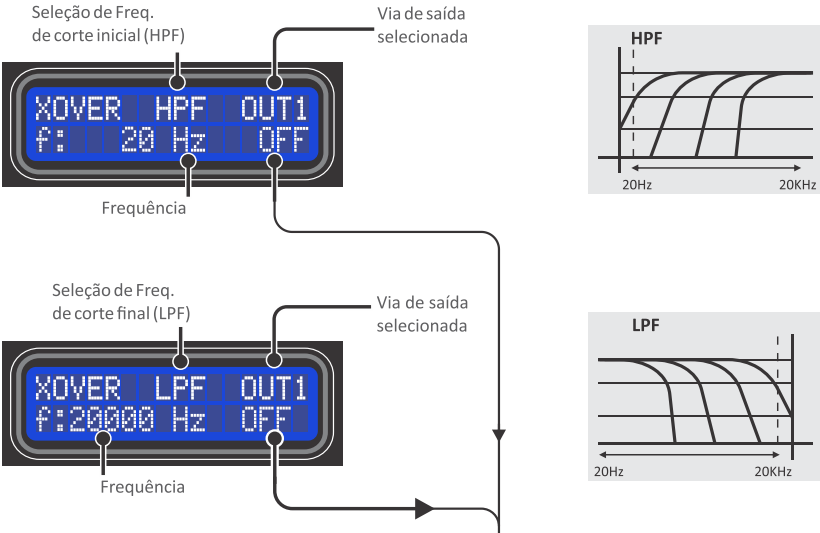 Seleção de Freq.
de corte inicial (HPF)
Via de saída
selecionada
XOVER HPF OUT1
f: 20 Hz OFF
Frequência
HPF
20Hz 20KHz
Seleção de Freq.
de corte final (LPF)
Via de saída
selecionada
XOVER LPF OUT1
f:20000 Hz OFF
Frequência
LPF
20Hz 20KHz